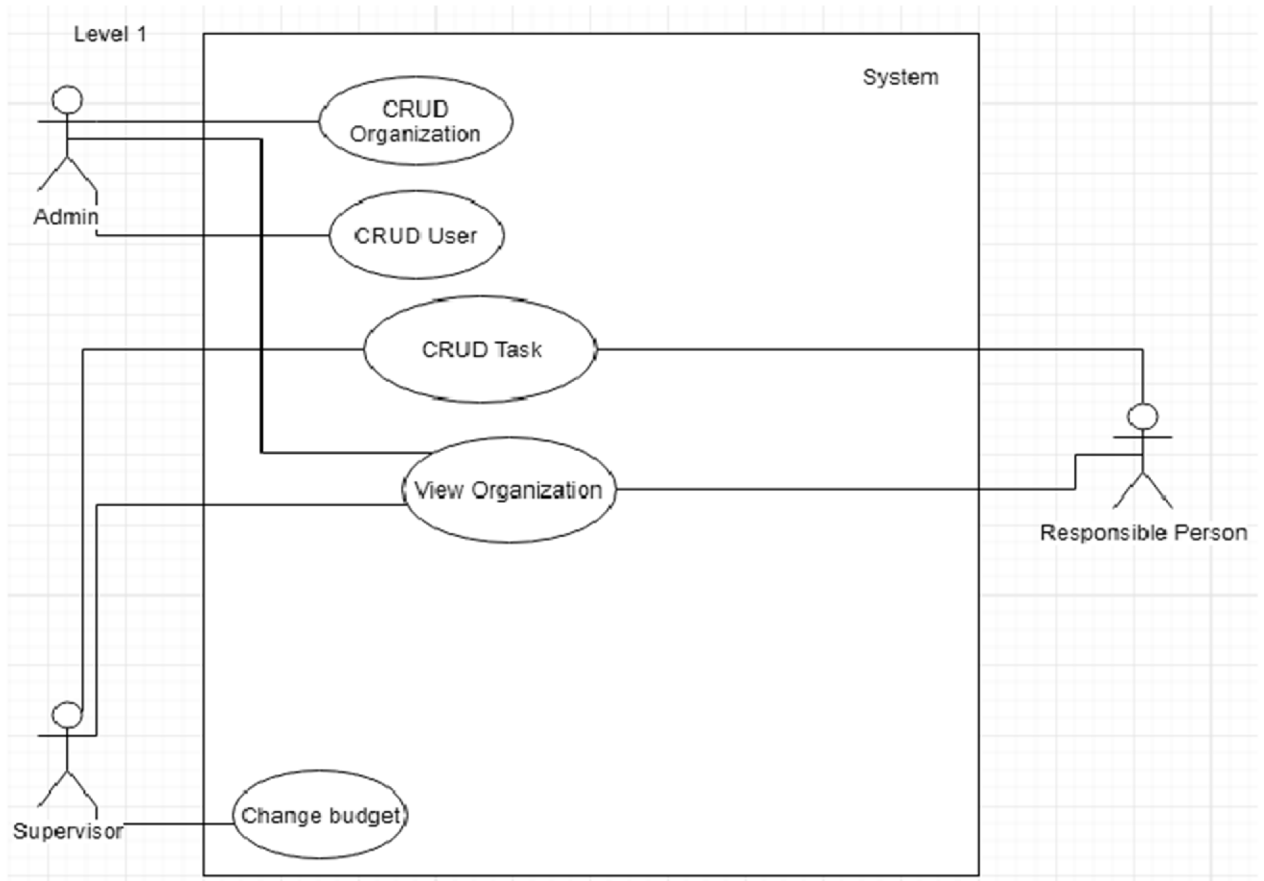 Level 1
System
CRUD
Organization
Admin
CRUD User
CRUD Task
View Organization
Responsible Person
Supervisor
Change budget